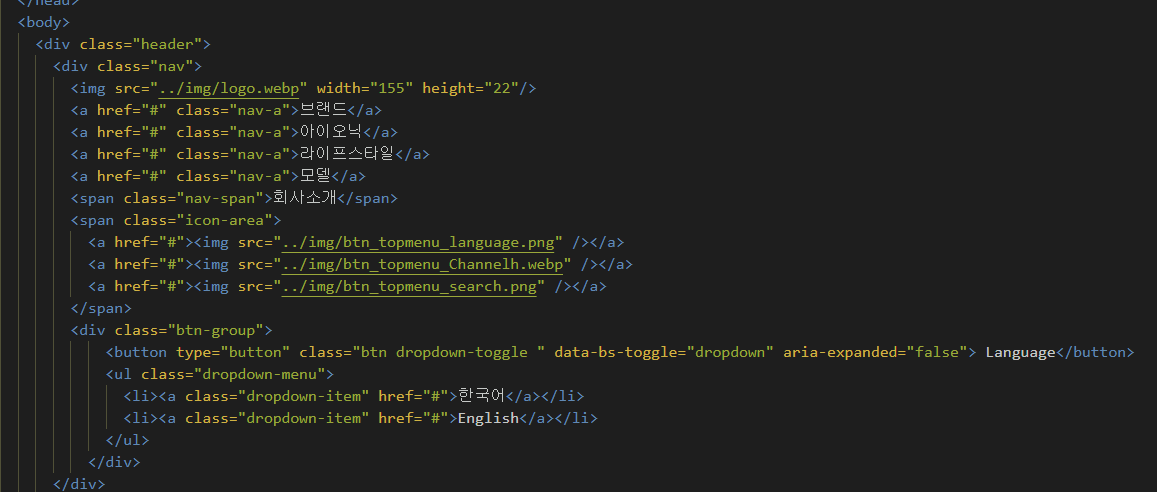 </head>
<body>
<div class="header">
<div class="nav">
<img src="../img/logo.webp" width="155" height="22"/>
<a href="#" class="nav-a">브랜드</a>
<a href="#" class="nav-a">아이오닉</a>
<a href="#" class="nav-a">라이프스타일</a>
<a href="#" class="nav-a">모델</a>
<span class="nav-span">회사소개</span>
<span class="icon-area">
<a href="#"><img src="../img/btn_topmenu_language.png" /></a>
<a href="#"><img src="../img/btn_topmenu_Channelh.webp" /></a>
<a href="#"><img src="../img/btn_topmenu_search.png" /></a>
</span>
<div class="btn-group">
<button type="button" class="btn dropdown-toggle " data-bs-toggle="dropdown" aria-expanded="false"> Language</button>
<ul class="dropdown-menu">
<li><a class="dropdown-item" href="#">한국어</a></li>
<li><a class="dropdown-item" href="#">English</a></li>
</ul>
</div>
</div>